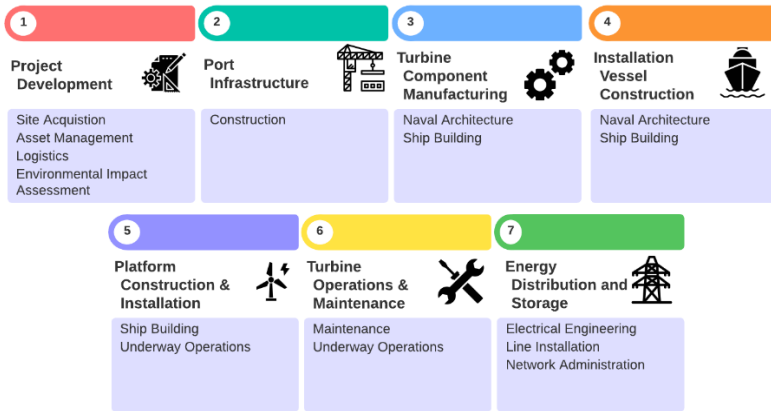 1
Project
Development
Site Acquistion
Asset Management
Logistics
Environmental Impact
Assessment
2
Port
Infrastructure
Construction
3
Turbine
Component
Manufacturing
Naval Architecture
Ship Building
4
Installation
Vessel
Construction
Naval Architecture
Ship Building
5
Platform
Construction &
Installation
Ship Building
Underway Operations
6
Turbine
Operations &
Maintenance
Maintenance
Underway Operations
7
Energy
Distribution and
Storage
Electrical Engineering
Line Installation
Network Administration